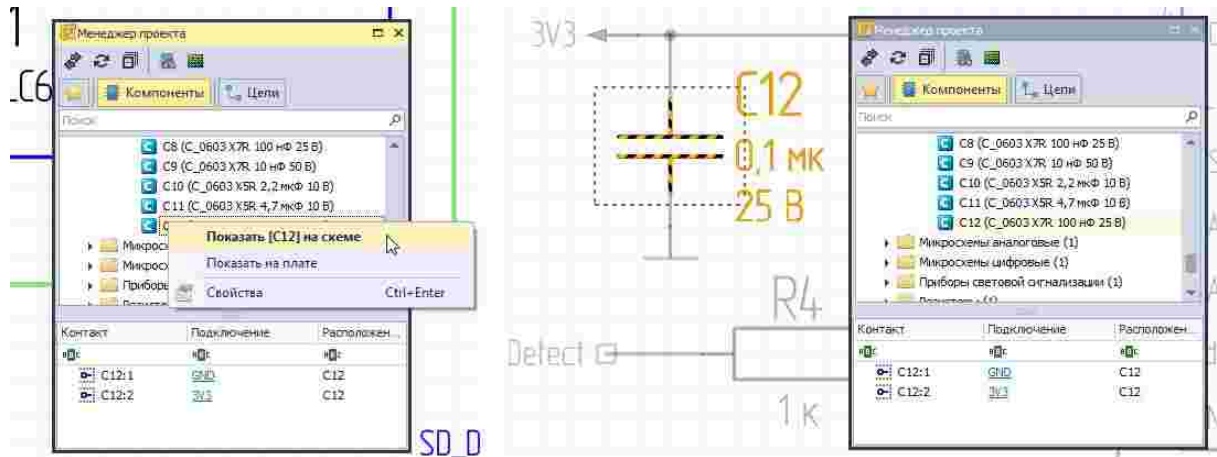 1
_C6
Менеджер проекта
Компоненты
Цепи
Поиск
C8 (C_0603 X7R 100 нФ 25 В)
C9 (C_0603 X7R 10 нФ 50 В)
C10 (C_0603 X5R 2,2 мкФ 10 В)
C11 (C_0603 X5R 4,7 мкФ 10 В)
Показать [C12] на схеме
Показать на плате
Свойства Ctrl+Enter
Контакт Подключение Расположен...
C12:1 GND C12
C12:2 3V3 C12
SD_D
3V3
C12
0,1 мк
25 В
R4
Detect
1 к
Менеджер проекта
Компоненты
Цепи
Поиск
C8 (C_0603 X7R 100 нФ 25 В)
C9 (C_0603 X7R 10 нФ 50 В)
C10 (C_0603 X5R 2,2 мкФ 10 В)
C11 (C_0603 X5R 4,7 мкФ 10 В)
C12 (C_0603 X7R 100 нФ 25 В)
Микросхемы аналоговые (1)
Микросхемы цифровые (1)
Приборы световой сигнализации (1)
Контакт Подключение Расположен...
C12:1 GND C12
C12:2 3V3 C12